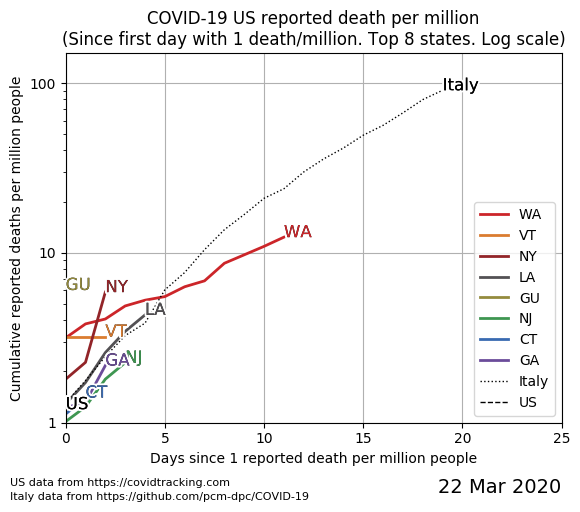 COVID-19 US reported death per million
(Since first day with 1 death/million. Top 8 states. Log scale)
Cumulative reported deaths per million people
100
10
1
Italy
WA
GU
NY
LA
VT
GA
NJ
CT
US
WA
VT
NY
LA
GU
NJ
CT
GA
Italy
US
0
5
10
15
20
25
Days since 1 reported death per million people
US data from https://covidtracking.com
Italy data from https://github.com/pcm-dpc/COVID-19
22 Mar 2020